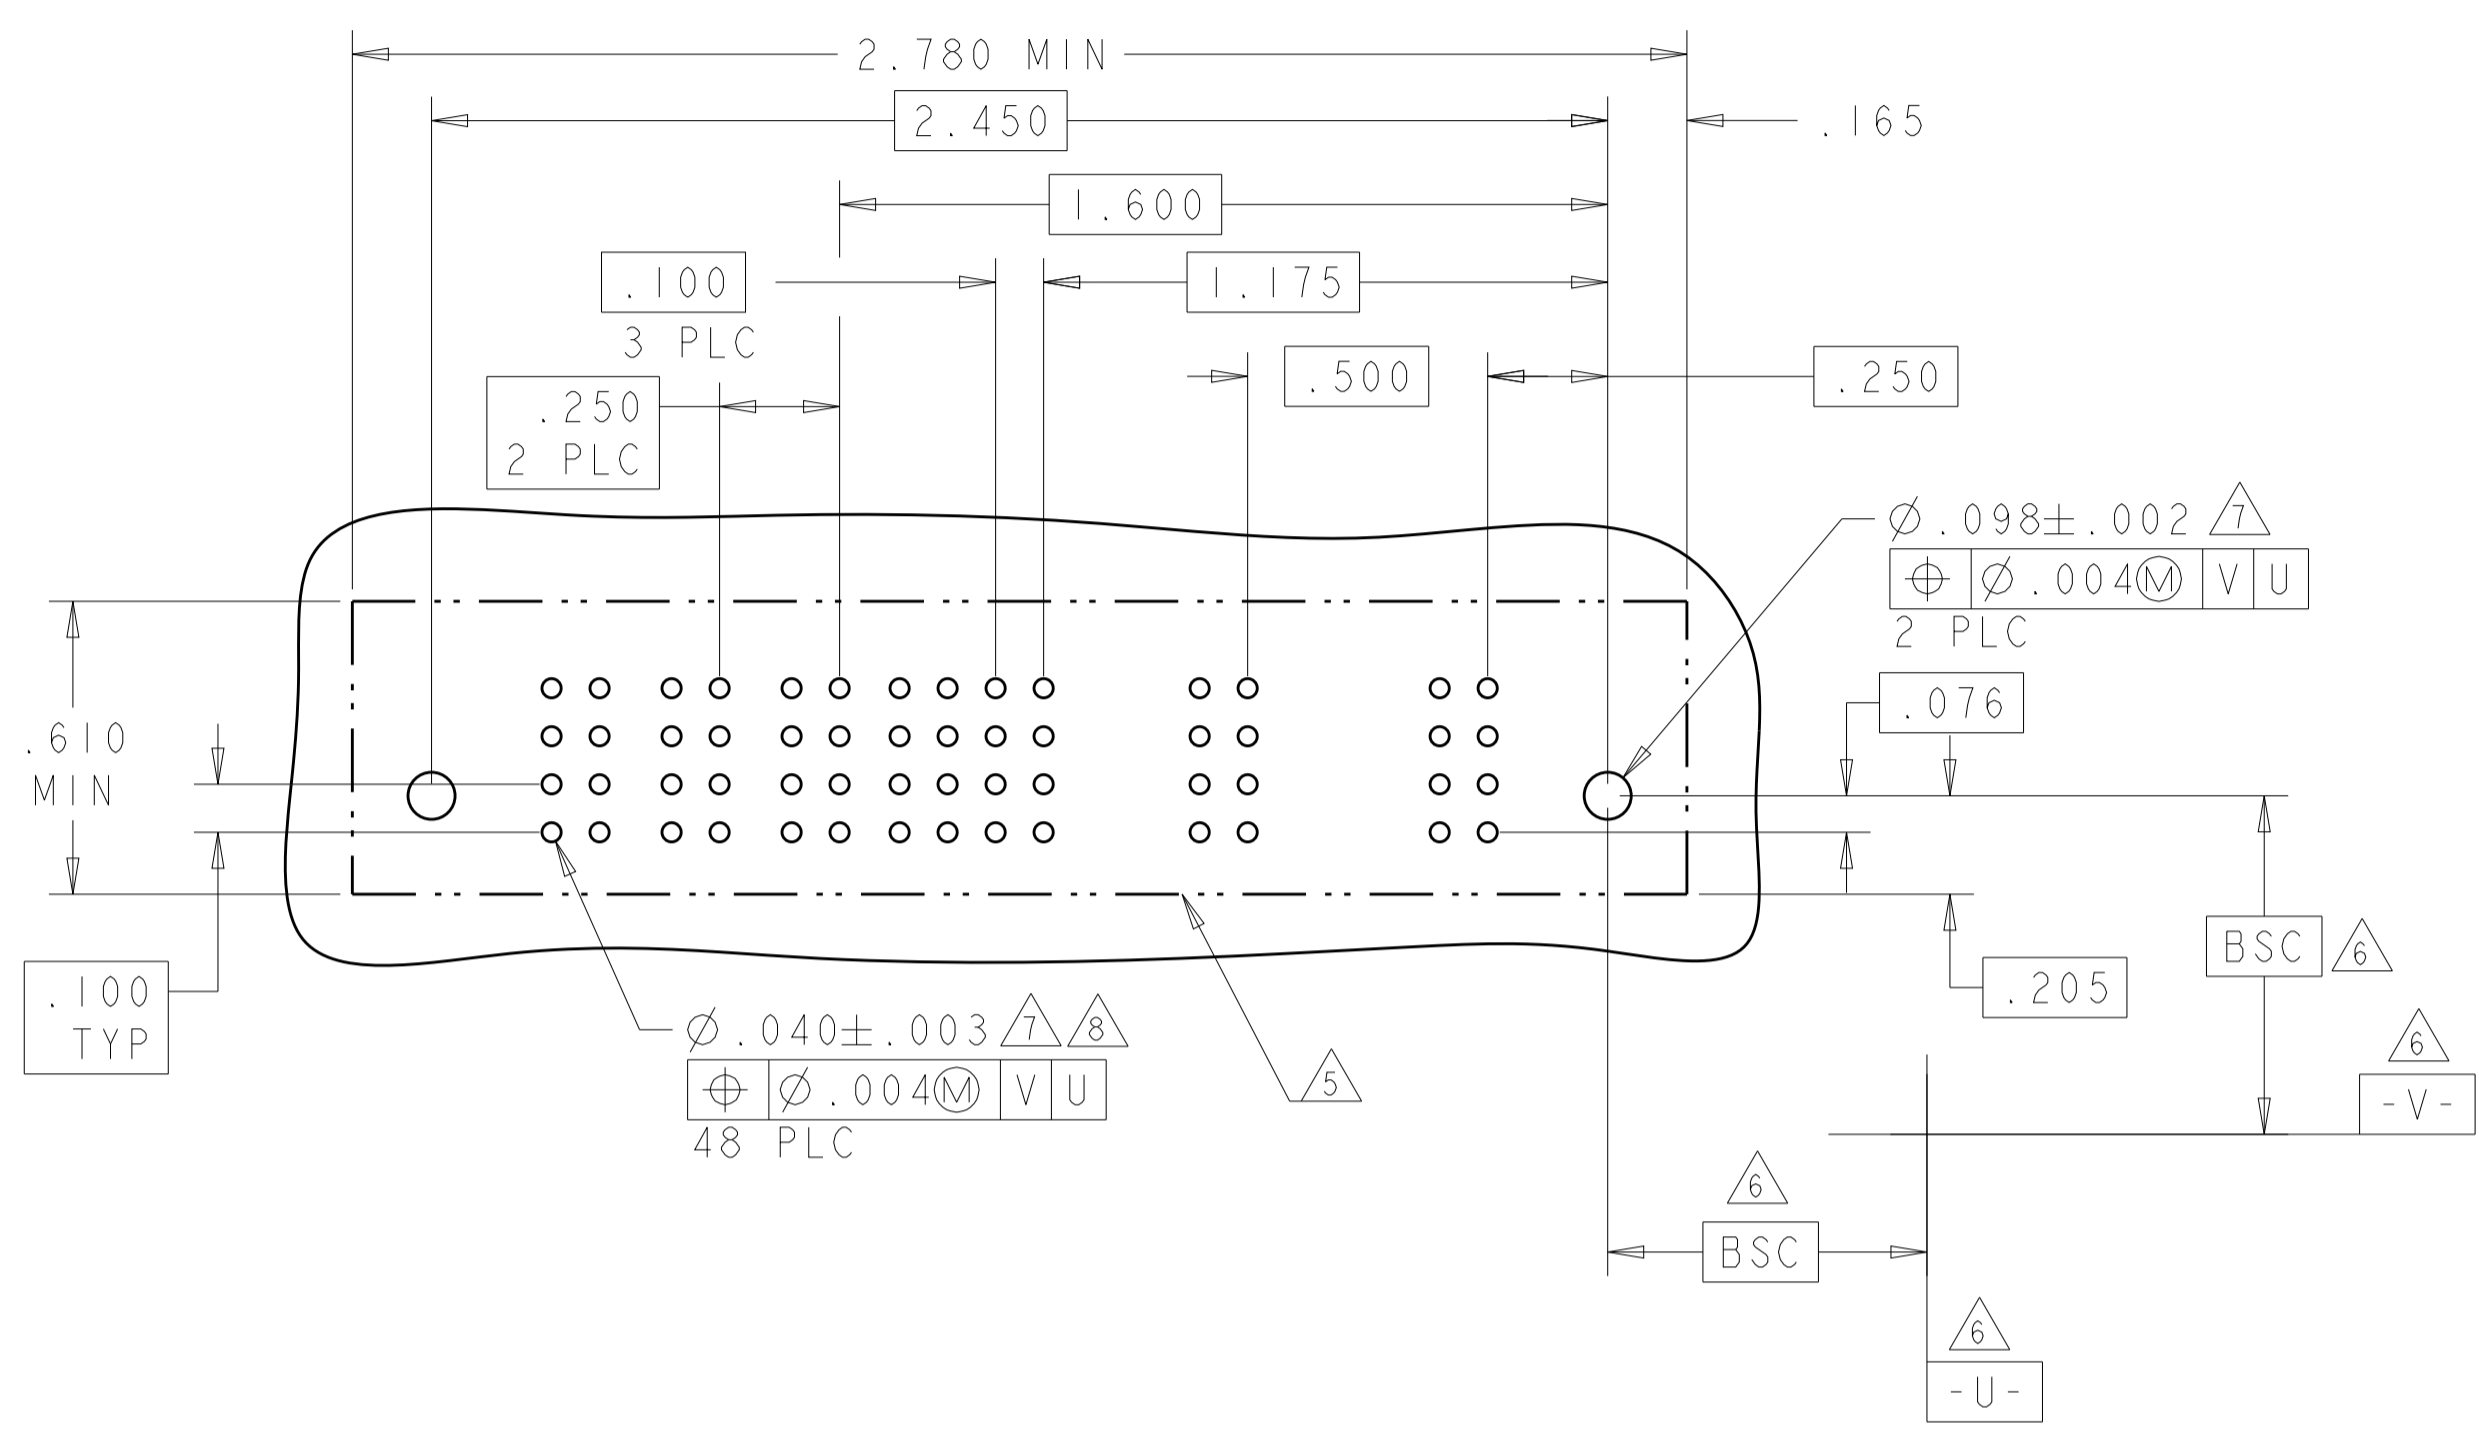 2.780 MIN
2.450
.165
1.600
.100
3 PLC
1.175
.250
2 PLC
.500
.250
⌀.098±.002 7
⌖ ⌀.004Ⓜ V U
2 PLC
.076
.610
MIN
BSC 6
.100
TYP
.205
⌀.040±.003 7 8
⌖ ⌀.004Ⓜ V U
48 PLC
5
6
-V-
6
BSC
6
-U-